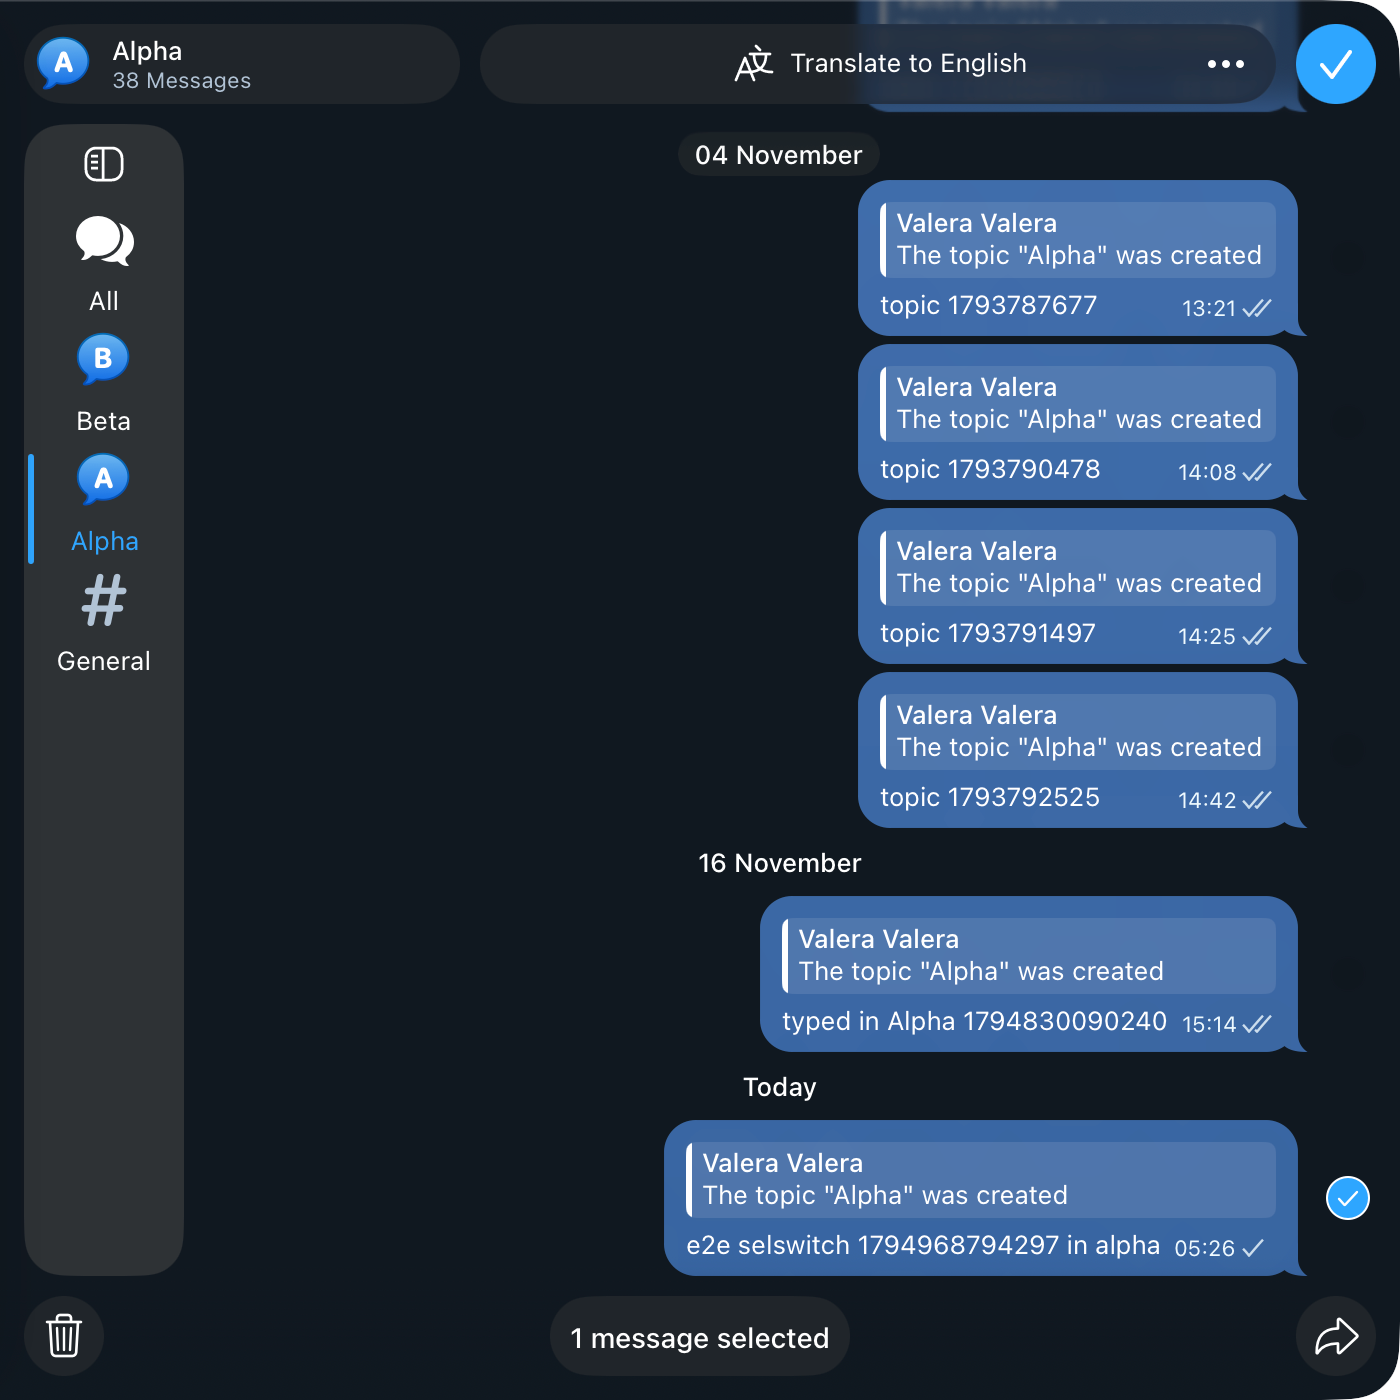 A
Alpha
38 Messages
Translate to English
All
B
Beta
A
Alpha
#
General
04 November
Valera Valera
The topic "Alpha" was created
topic 1793787677 13:21
Valera Valera
The topic "Alpha" was created
topic 1793790478 14:08
Valera Valera
The topic "Alpha" was created
topic 1793791497 14:25
Valera Valera
The topic "Alpha" was created
topic 1793792525 14:42
16 November
Valera Valera
The topic "Alpha" was created
typed in Alpha 1794830090240 15:14
Today
Valera Valera
The topic "Alpha" was created
e2e selswitch 1794968794297 in alpha 05:26
1 message selected